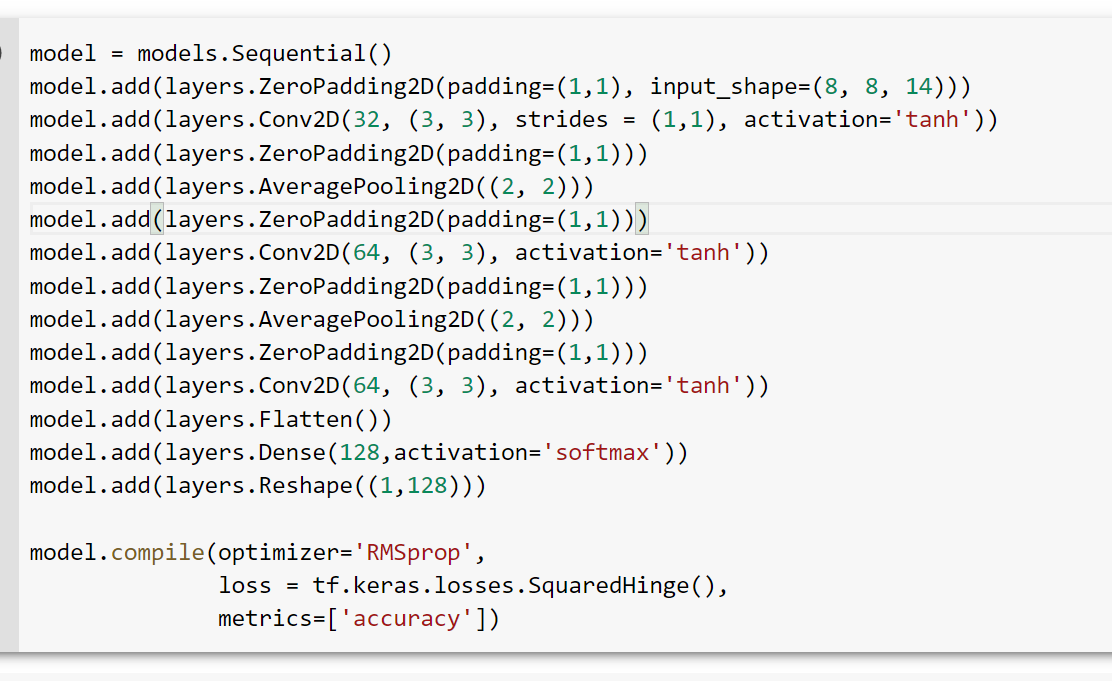 model = models.Sequential()
model.add(layers.ZeroPadding2D(padding=(1,1), input_shape=(8, 8, 14)))
model.add(layers.Conv2D(32, (3, 3), strides = (1,1), activation='tanh'))
model.add(layers.ZeroPadding2D(padding=(1,1)))
model.add(layers.AveragePooling2D((2, 2)))
model.add(layers.ZeroPadding2D(padding=(1,1)))
model.add(layers.Conv2D(64, (3, 3), activation='tanh'))
model.add(layers.ZeroPadding2D(padding=(1,1)))
model.add(layers.AveragePooling2D((2, 2)))
model.add(layers.ZeroPadding2D(padding=(1,1)))
model.add(layers.Conv2D(64, (3, 3), activation='tanh'))
model.add(layers.Flatten())
model.add(layers.Dense(128,activation='softmax'))
model.add(layers.Reshape((1,128)))

model.compile(optimizer='RMSprop',
              loss = tf.keras.losses.SquaredHinge(),
              metrics=['accuracy'])